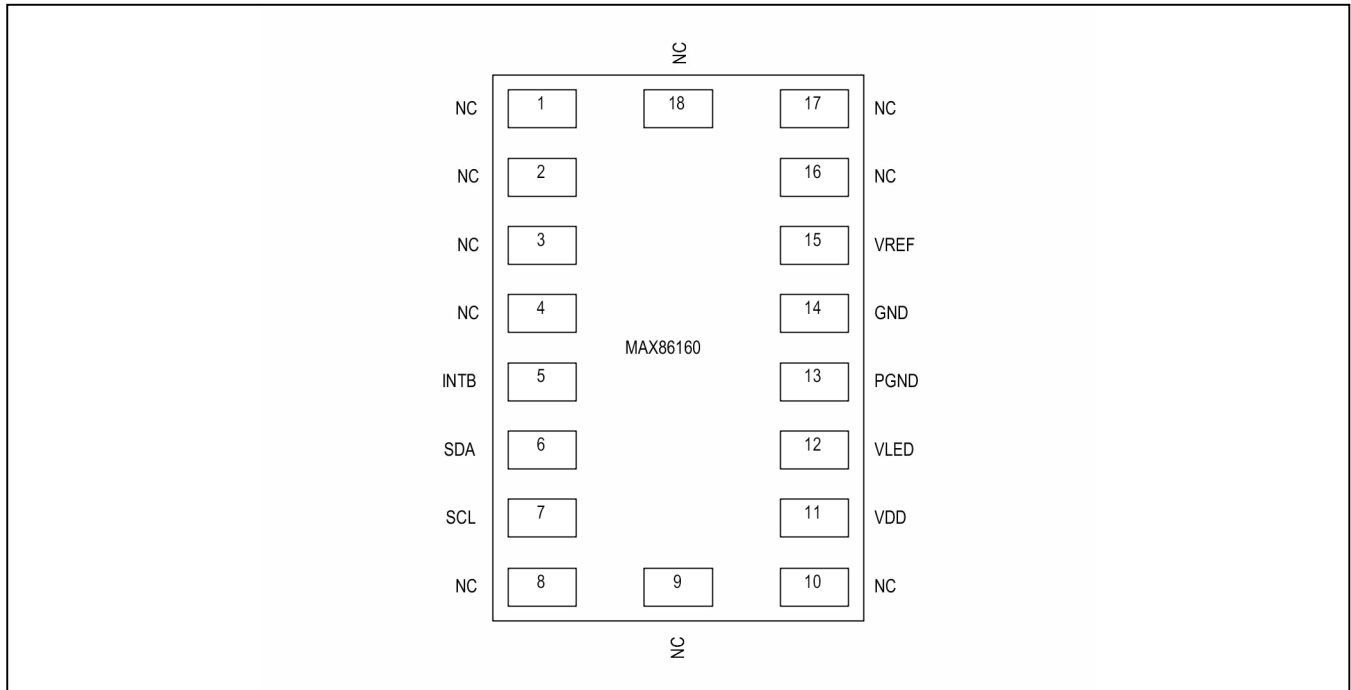 NC
NC 1 18 17 NC
NC 2 16 NC
NC 3 15 VREF
NC 4 14 GND
MAX86160
INTB 5 13 PGND
SDA 6 12 VLED
SCL 7 11 VDD
NC 8 9 10 NC
NC